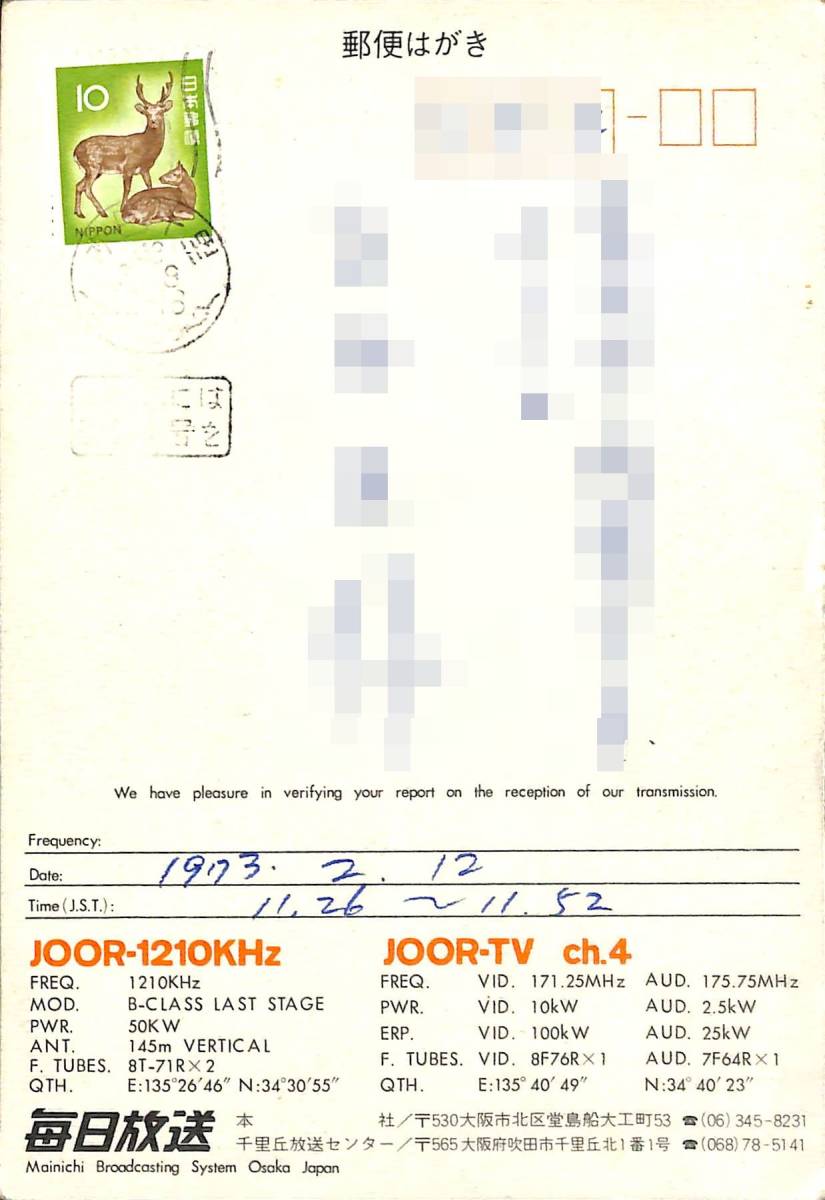 郵便はがき
10
日本郵便
NIPPON
には
号を
We have pleasure in verifying your report on the reception of our transmission.
Frequency:
Date: 1973. 2. 12
Time (J.S.T.): 11.26 ~ 11.52
JOOR-1210KHz
FREQ. 1210KHz
MOD. B-CLASS LAST STAGE
PWR. 50KW
ANT. 145m VERTICAL
F. TUBES. 8T-71R×2
QTH. E:135°26′46″ N:34°30′55″
JOOR-TV ch.4
FREQ. VID. 171.25MHz AUD. 175.75MHz
PWR. VID. 10kW AUD. 2.5kW
ERP. VID. 100kW AUD. 25kW
F. TUBES. VID. 8F76R×1 AUD. 7F64R×1
QTH. E:135° 40′ 49″ N:34° 40′ 23″
毎日放送
本 社/〒530大阪市北区堂島船大工町53 ☎(06) 345-8231
千里丘放送センター/〒565大阪府吹田市千里丘北1番1号 ☎(068) 78-5141
Mainichi Broadcasting System Osaka Japan